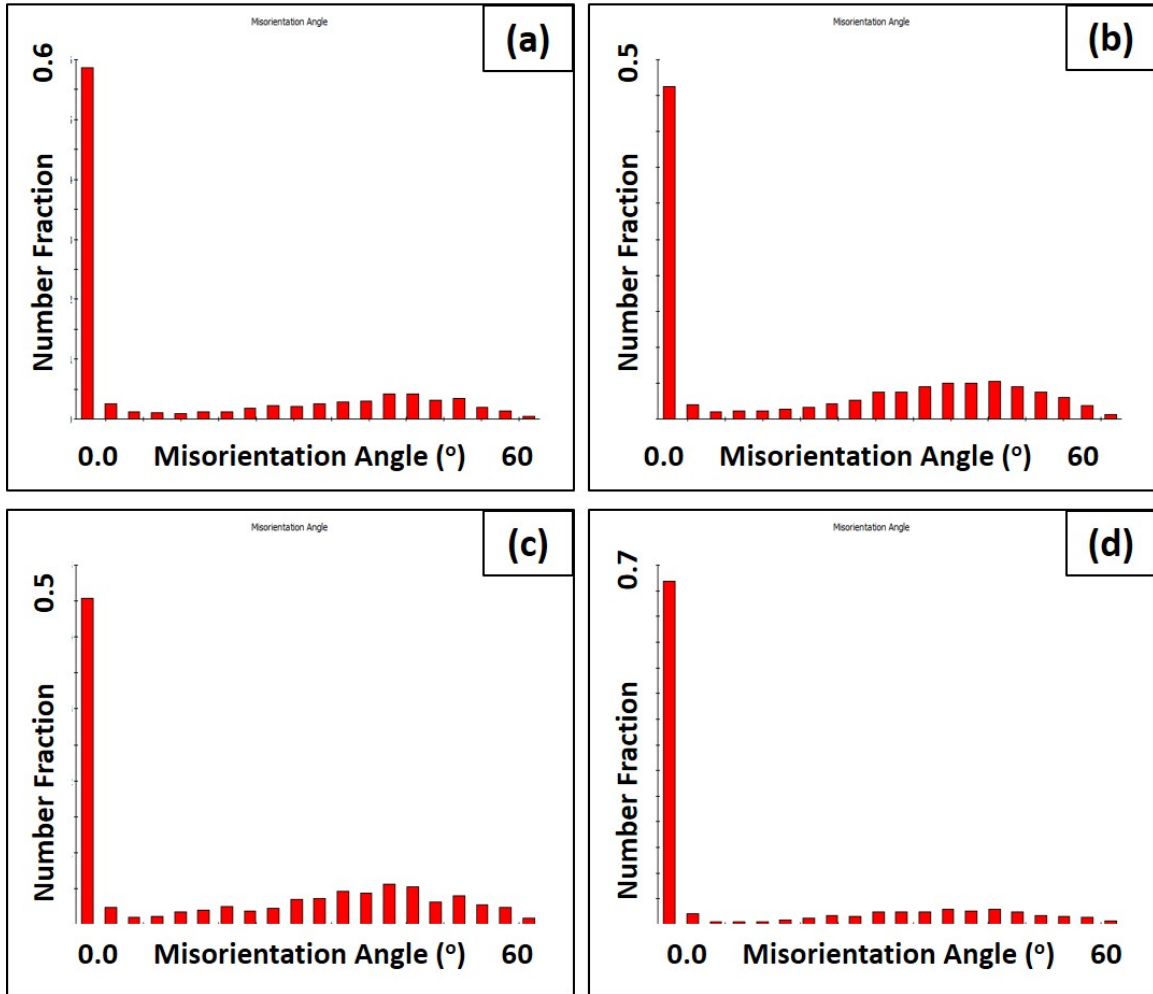 Misorientation Angle
(a)
0.6
Number Fraction
0.0 Misorientation Angle (°) 60
Misorientation Angle
(b)
0.5
Number Fraction
0.0 Misorientation Angle (°) 60
Misorientation Angle
(c)
0.5
Number Fraction
0.0 Misorientation Angle (°) 60
Misorientation Angle
(d)
0.7
Number Fraction
0.0 Misorientation Angle (°) 60